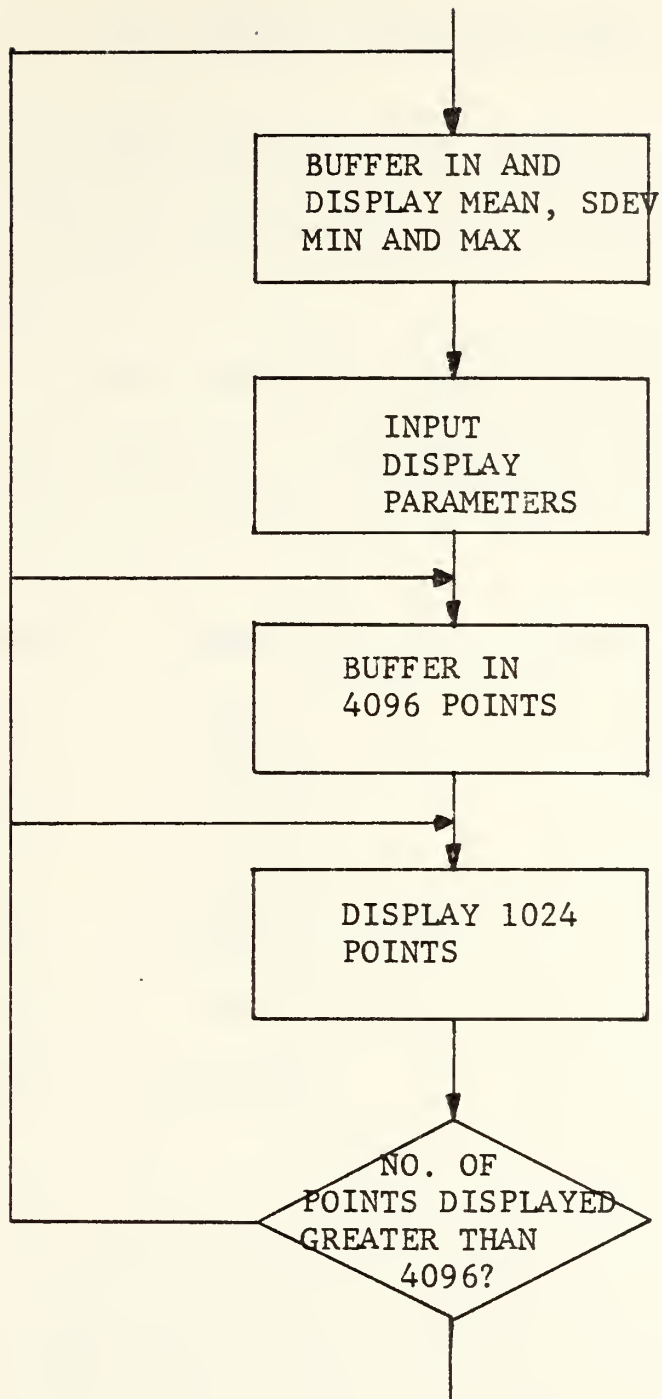 BUFFER IN AND
DISPLAY MEAN, SDEV
MIN AND MAX
INPUT
DISPLAY
PARAMETERS
BUFFER IN
4096 POINTS
DISPLAY 1024
POINTS
NO. OF
POINTS DISPLAYED
GREATER THAN
4096?